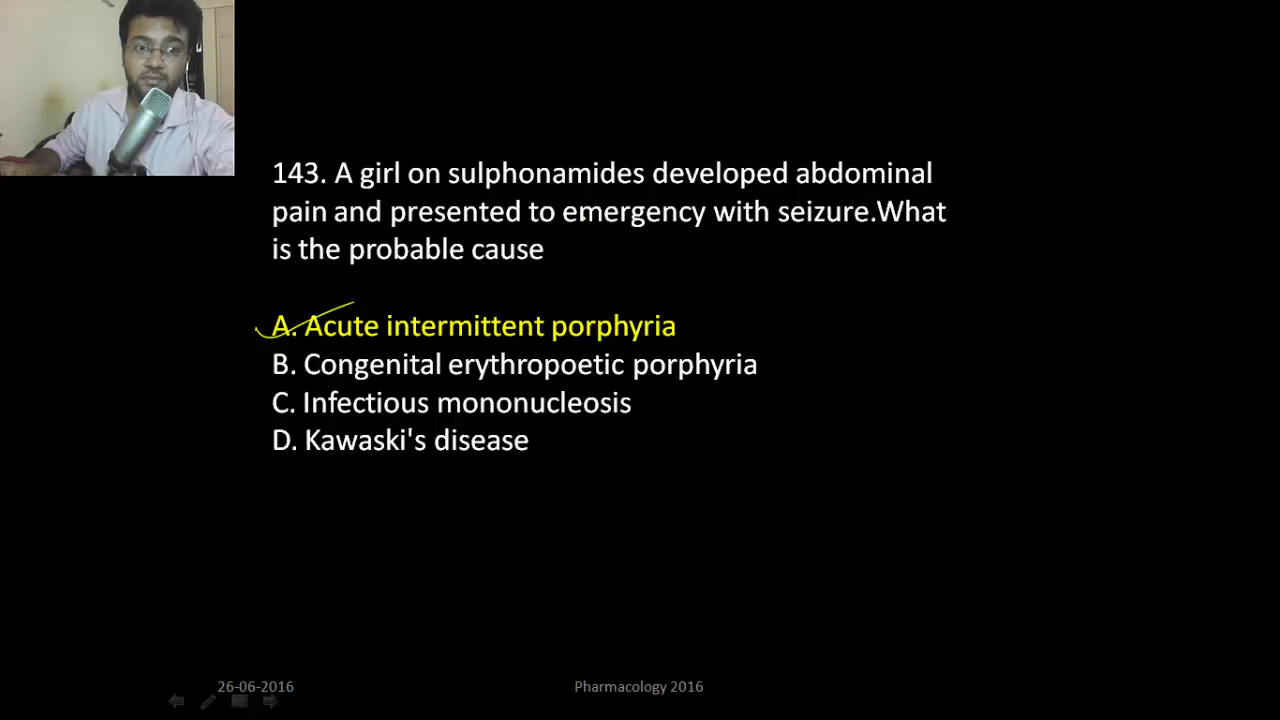 143. A girl on sulphonamides developed abdominal
pain and presented to emergency with seizure.What
is the probable cause
A. Acute intermittent porphyria
B. Congenital erythropoetic porphyria
C. Infectious mononucleosis
D. Kawaski's disease
26-06-2016
Pharmacology 2016